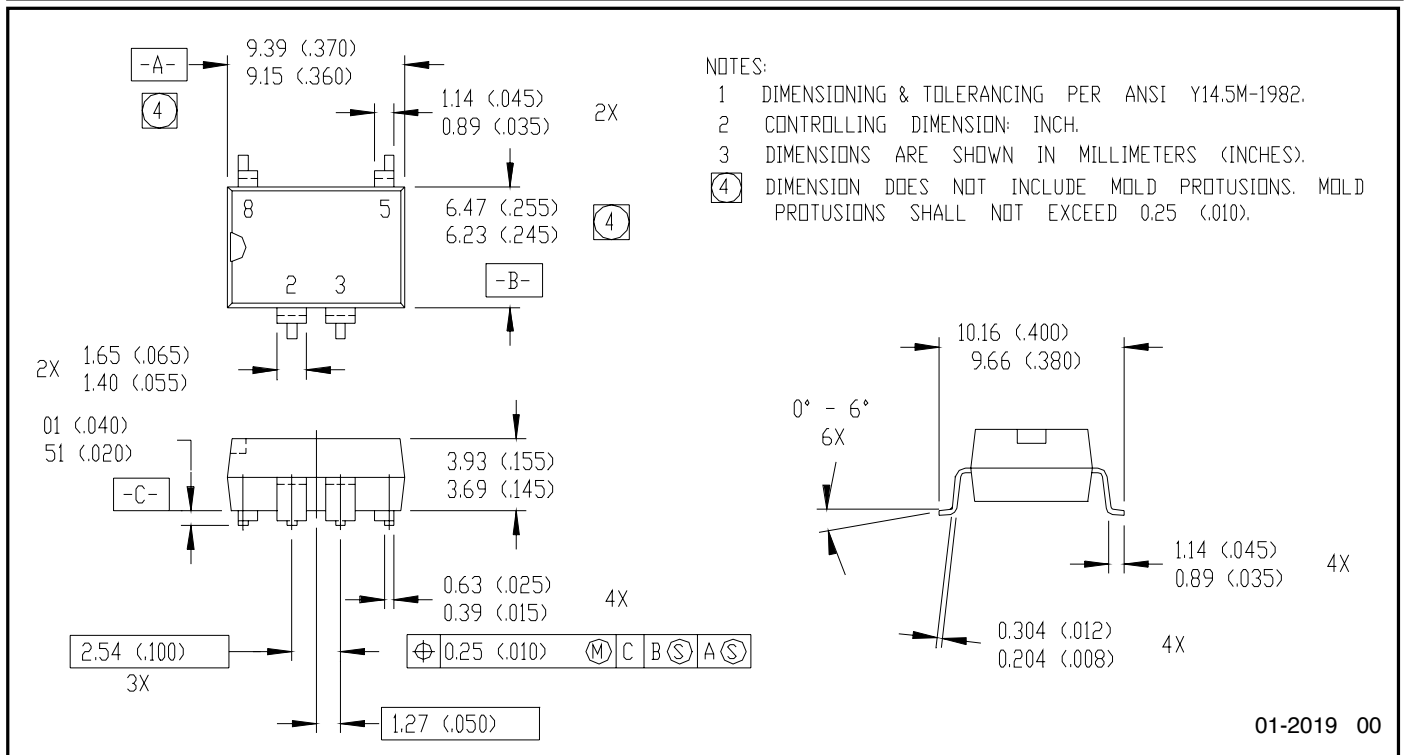 -A-
4
9.39 (.370)
9.15 (.360)
1.14 (.045)
0.89 (.035)
2X
8
5
2
3
6.47 (.255)
6.23 (.245)
4
-B-
NOTES:
1 DIMENSIONING & TOLERANCING PER ANSI Y14.5M-1982.
2 CONTROLLING DIMENSION: INCH.
3 DIMENSIONS ARE SHOWN IN MILLIMETERS (INCHES).
4 DIMENSION DOES NOT INCLUDE MOLD PROTUSIONS. MOLD
PROTUSIONS SHALL NOT EXCEED 0.25 (.010).
2X
1.65 (.065)
1.40 (.055)
01 (.040)
51 (.020)
-C-
3.93 (.155)
3.69 (.145)
0.63 (.025)
0.39 (.015)
4X
2.54 (.100)
3X
⌖ 0.25 (.010) Ⓜ C B Ⓢ A Ⓢ
1.27 (.050)
10.16 (.400)
9.66 (.380)
0° - 6°
6X
1.14 (.045)
0.89 (.035)
4X
0.304 (.012)
0.204 (.008)
4X
01-2019 00